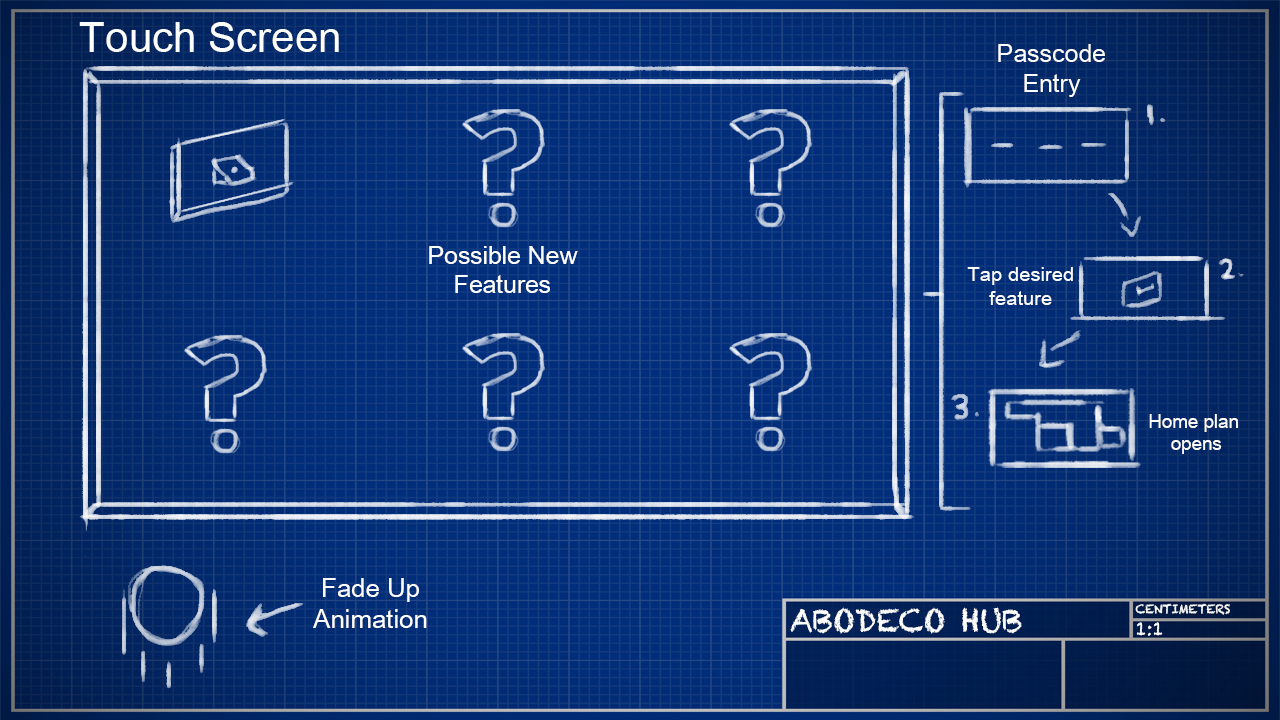 Touch Screen
?
?
Possible New
Features
?
?
?
Passcode
Entry
1.
Tap desired
feature
2.
3.
Home plan
opens
Fade Up
Animation
ABODECO HUB
CENTIMETERS
1:1